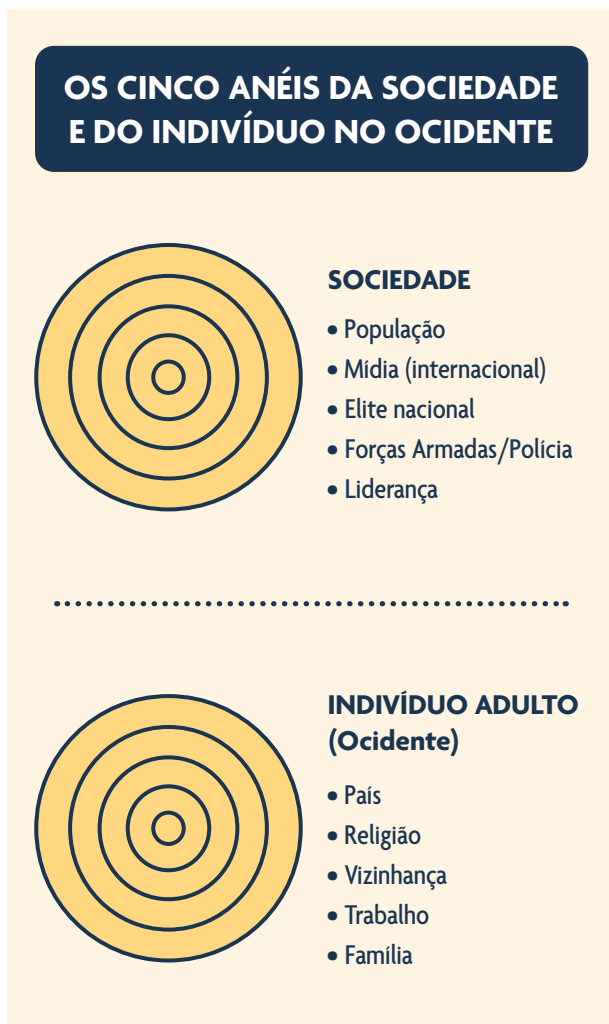 OS CINCO ANÉIS DA SOCIEDADE
E DO INDIVÍDUO NO OCIDENTE
SOCIEDADE
• População
• Mídia (internacional)
• Elite nacional
• Forças Armadas/Polícia
• Liderança
INDIVÍDUO ADULTO
(Ocidente)
• País
• Religião
• Vizinhança
• Trabalho
• Família